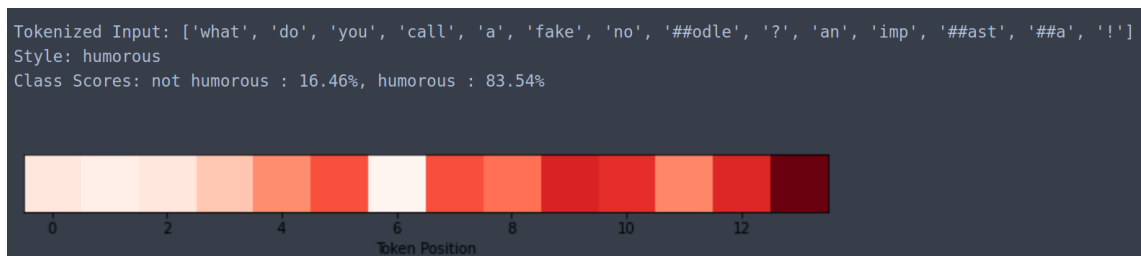 Tokenized Input: ['what', 'do', 'you', 'call', 'a', 'fake', 'no', '##odle', '?', 'an', 'imp', '##ast', '##a', '!']
Style: humorous
Class Scores: not humorous : 16.46%, humorous : 83.54%
0 2 4 6 8 10 12
Token Position